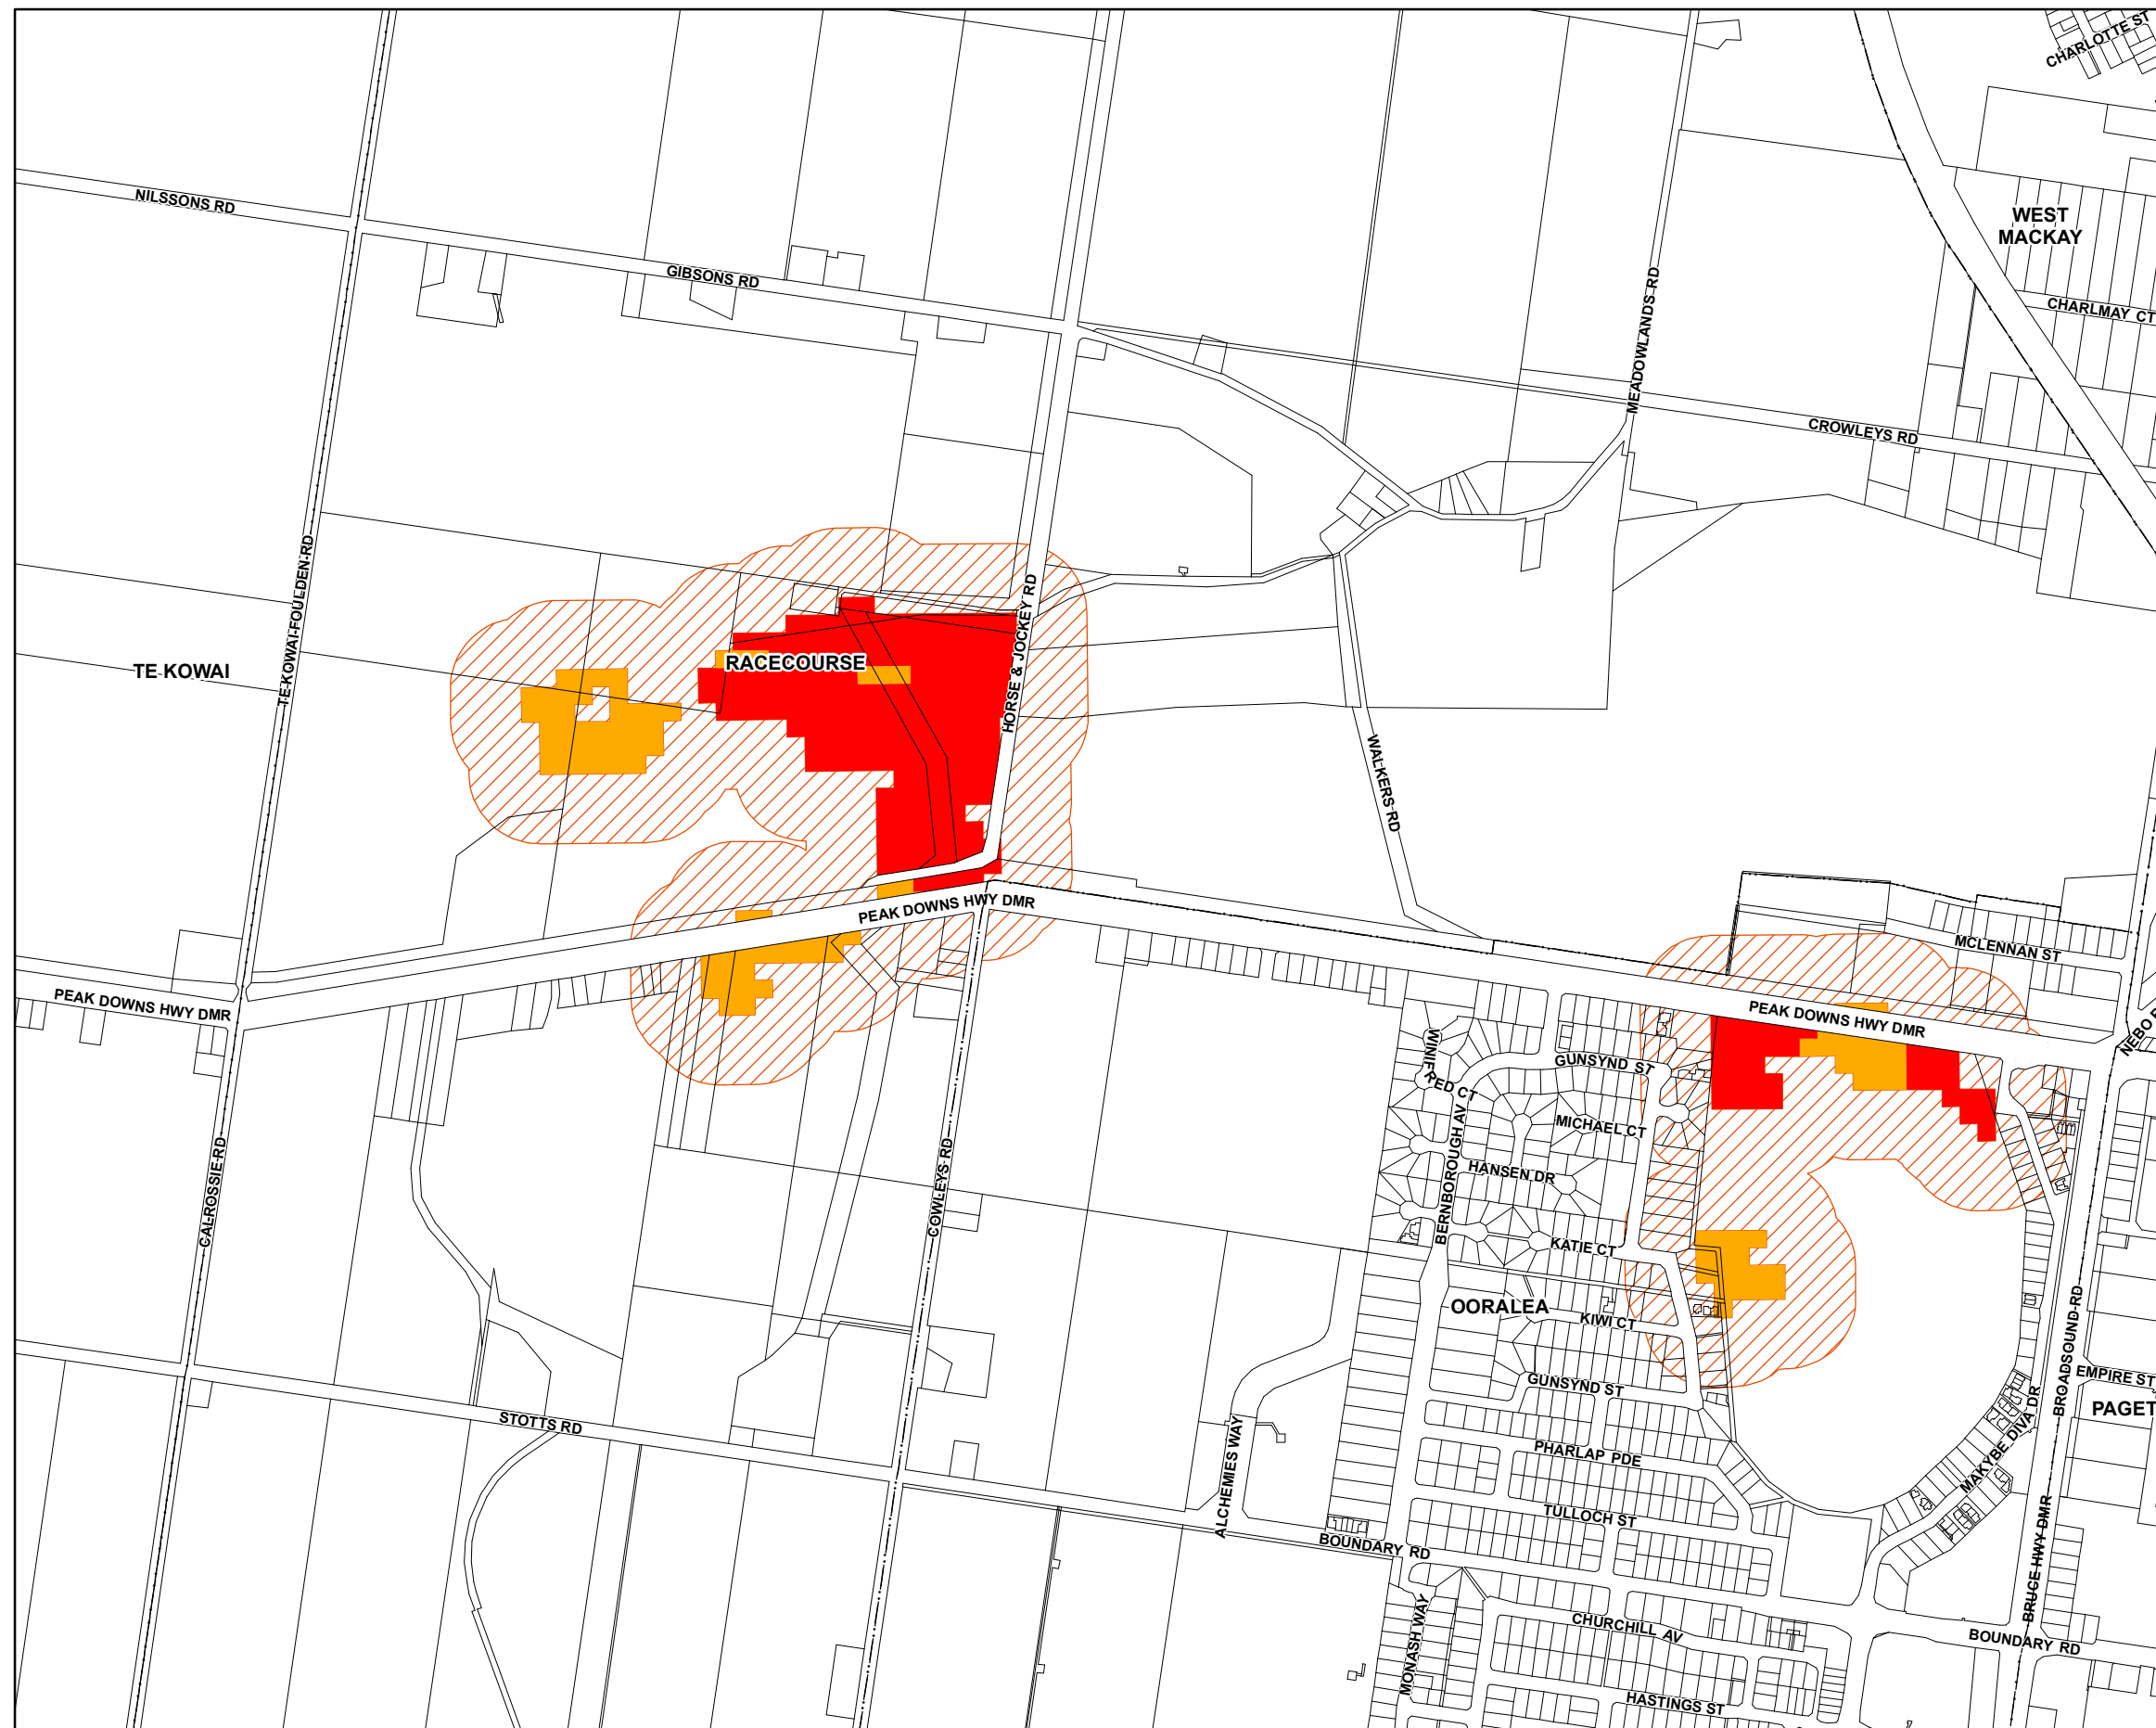 CHARLOTTE ST
NILSSONS RD
WEST
MACKAY
GIBSONS RD
CHARLMAY CT
MEADOWLANDS RD
CROWLEYS RD
TE KOWAI-FOULDEN RD
HORSE & JOCKEY RD
TE KOWAI
RACECOURSE
WALKERS RD
PEAK DOWNS HWY DMR
MCLENNAN ST
PEAK DOWNS HWY DMR
PEAK DOWNS HWY DMR
WINIFRED CT
GUNSYND ST
MICHAEL CT
BERNBOROUGH AV
HANSEN DR
CALROSSIE RD
COWLEYS RD
KATIE CT
OORALEA
KIWI CT
BROADSOUND RD
EMPIRE ST
GUNSYND ST
PAGET
STOTTS RD
MAKYBE DIVA DR
PHARLAP PDE
ALCHEMIES WAY
TULLOCH ST
BOUNDARY RD
BRUCE HWY DMR
MONASH WAY
CHURCHILL AV
BOUNDARY RD
HASTINGS ST